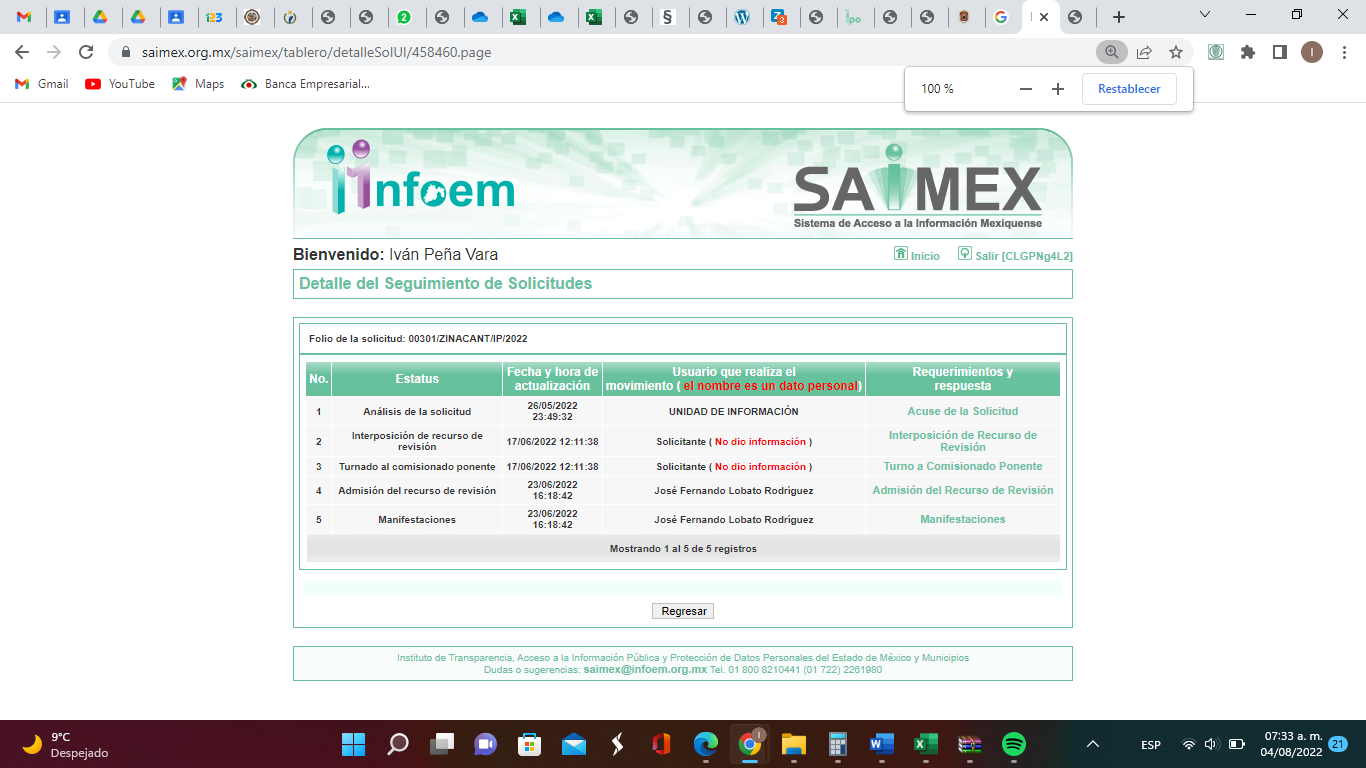 123
2
3
ipo
saimex.org.mx/saimex/tablero/detalleSolUI/458460.page
I
Gmail
YouTube
Maps
Banca Empresarial...
100 %
Restablecer
infoem
SAIMEX
Sistema de Acceso a la Información Mexiquense
Bienvenido: Iván Peña Vara
Inicio
Salir [CLGPNg4L2]
Detalle del Seguimiento de Solicitudes
Folio de la solicitud: 00301/ZINACANT/IP/2022
No.
Estatus
Fecha y hora de
actualización
Usuario que realiza el
movimiento ( el nombre es un dato personal)
Requerimientos y
respuesta
1
Análisis de la solicitud
26/05/2022
23:49:32
UNIDAD DE INFORMACIÓN
Acuse de la Solicitud
2
Interposición de recurso de
revisión
17/06/2022 12:11:38
Solicitante ( No dio información )
Interposición de Recurso de
Revisión
3
Turnado al comisionado ponente
17/06/2022 12:11:38
Solicitante ( No dio información )
Turno a Comisionado Ponente
4
Admisión del recurso de revisión
23/06/2022
16:18:42
José Fernando Lobato Rodríguez
Admisión del Recurso de Revisión
5
Manifestaciones
23/06/2022
16:18:42
José Fernando Lobato Rodríguez
Manifestaciones
Mostrando 1 al 5 de 5 registros
Regresar
Instituto de Transparencia, Acceso a la Información Pública y Protección de Datos Personales del Estado de México y Municipios
Dudas o sugerencias: saimex@infoem.org.mx Tel. 01 800 8210441 (01 722) 2261980
9°C
Despejado
ESP
07:33 a. m.
04/08/2022
21